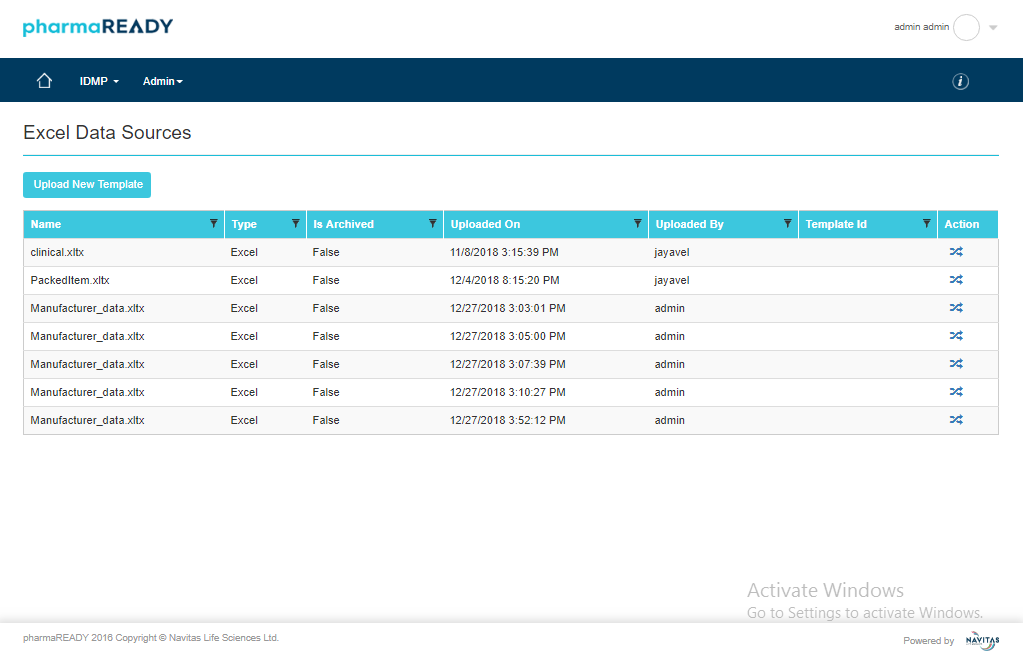 pharmaREADY
admin admin
IDMP Admin i
Excel Data Sources
Upload New Template
Name Type Is Archived Uploaded On Uploaded By Template Id Action
clinical.xltx Excel False 11/8/2018 3:15:39 PM jayavel
PackedItem.xltx Excel False 12/4/2018 8:15:20 PM jayavel
Manufacturer_data.xltx Excel False 12/27/2018 3:03:01 PM admin
Manufacturer_data.xltx Excel False 12/27/2018 3:05:00 PM admin
Manufacturer_data.xltx Excel False 12/27/2018 3:07:39 PM admin
Manufacturer_data.xltx Excel False 12/27/2018 3:10:27 PM admin
Manufacturer_data.xltx Excel False 12/27/2018 3:52:12 PM admin
Activate Windows
Go to Settings to activate Windows.
pharmaREADY 2016 Copyright © Navitas Life Sciences Ltd.
Powered by NAVITAS